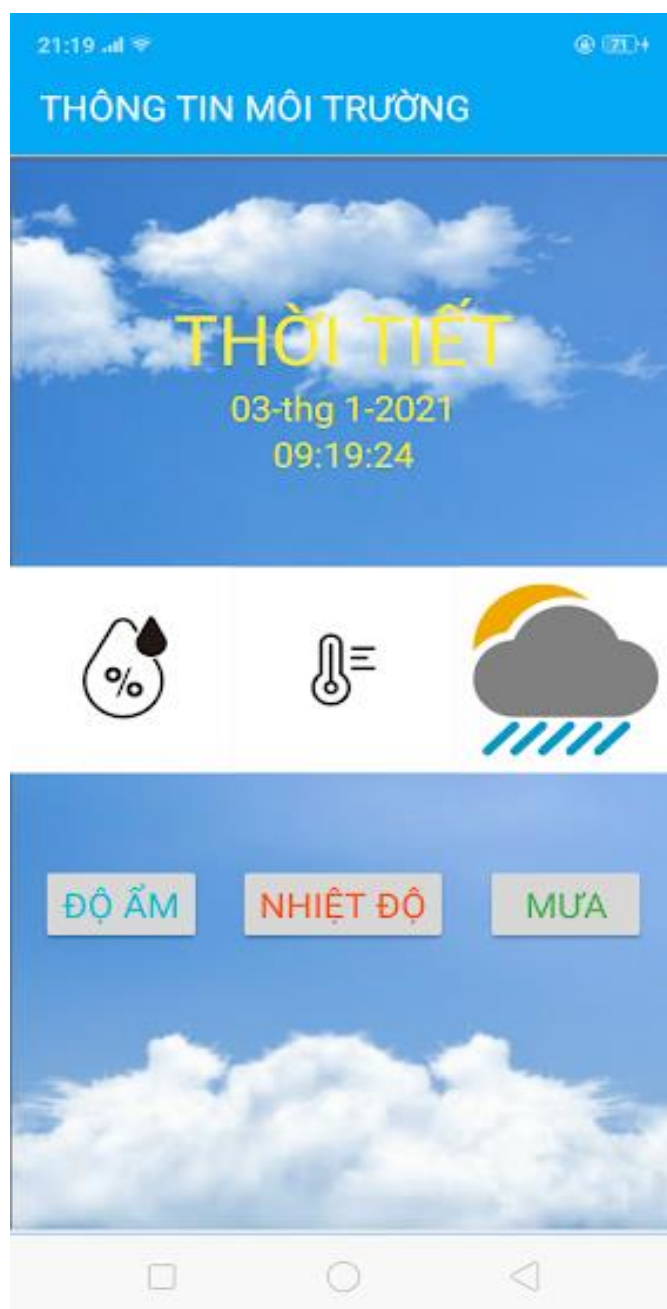 21:19
71
THÔNG TIN MÔI TRƯỜNG
THỜI TIẾT
03-thg 1-2021
09:19:24
%
ĐỘ ẨM NHIỆT ĐỘ MƯA